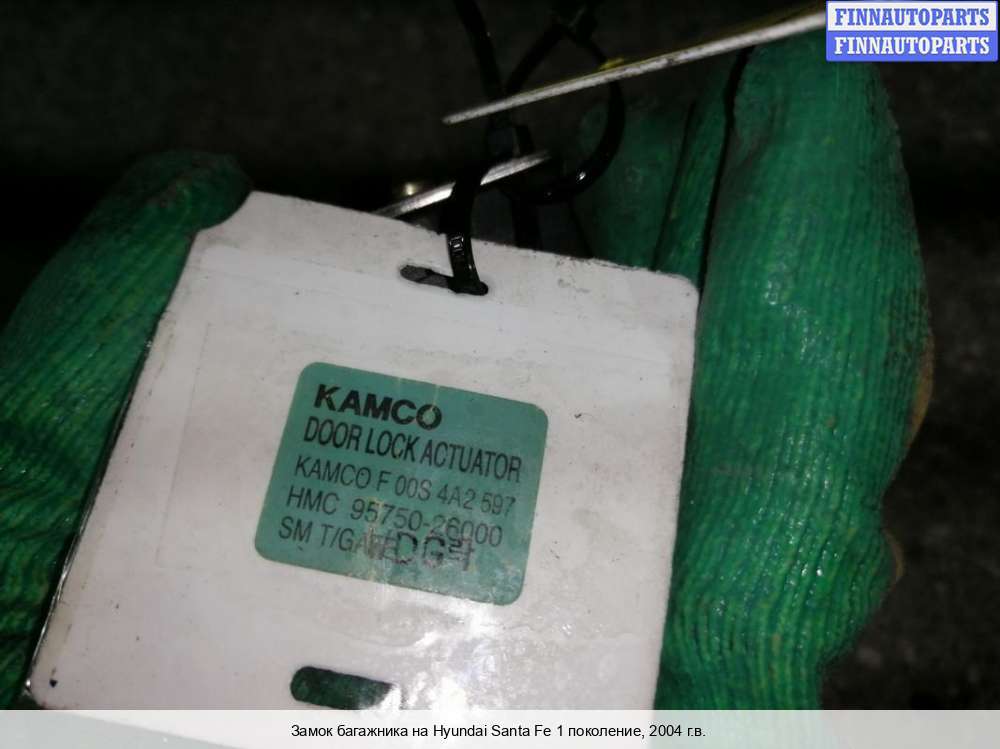 FINNAUTOPARTS
FINNAUTOPARTS
KAMCO
DOOR LOCK ACTUATOR
KAMCO F 00S 4A2 597
HMC 95750-26000
SM T/GATE
Замок багажника на Hyundai Santa Fe 1 поколение, 2004 г.в.